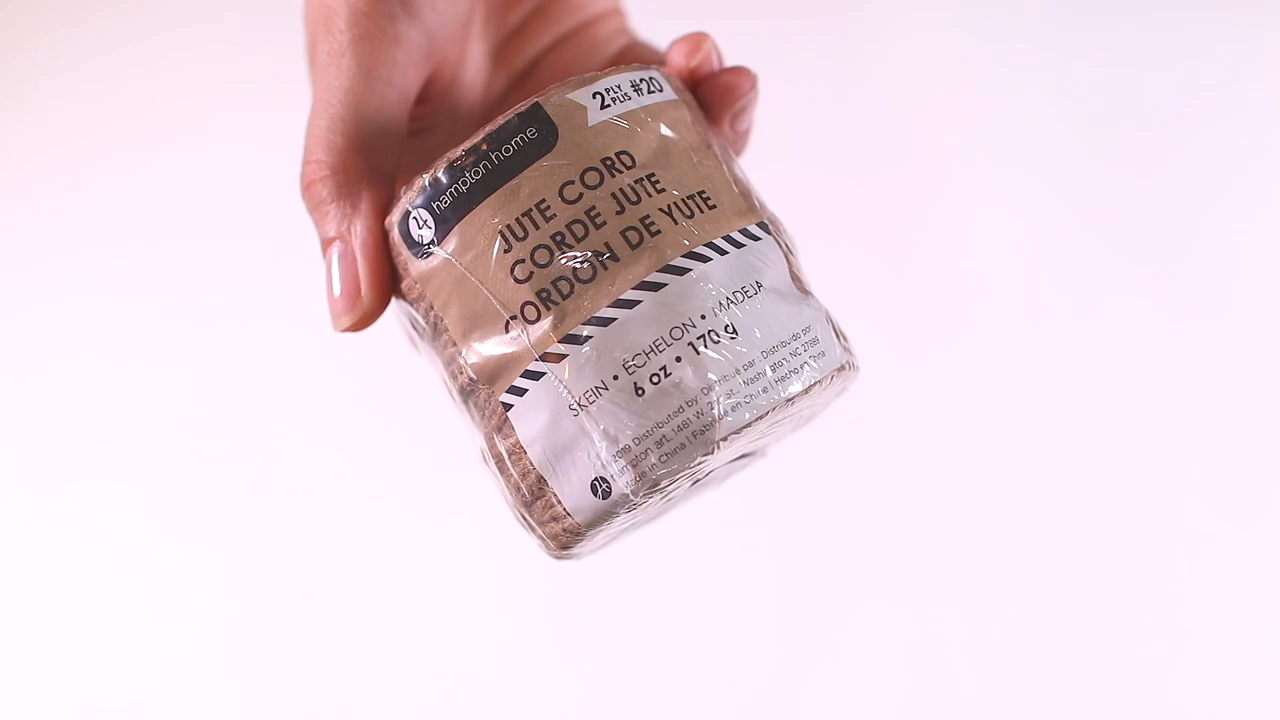 hampton home
2 PLY PLIS #20
JUTE CORD
CORDE JUTE
CORDÓN DE YUTE
SKEIN • ÉCHELON • MADEJA
6 oz • 170 g
2019 Distributed by: Distribué par : Distribuido por:
hampton art. 1481 W. 2nd St., Washington, NC 27889
Made in China | Fabriqué en Chine | Hecho en China